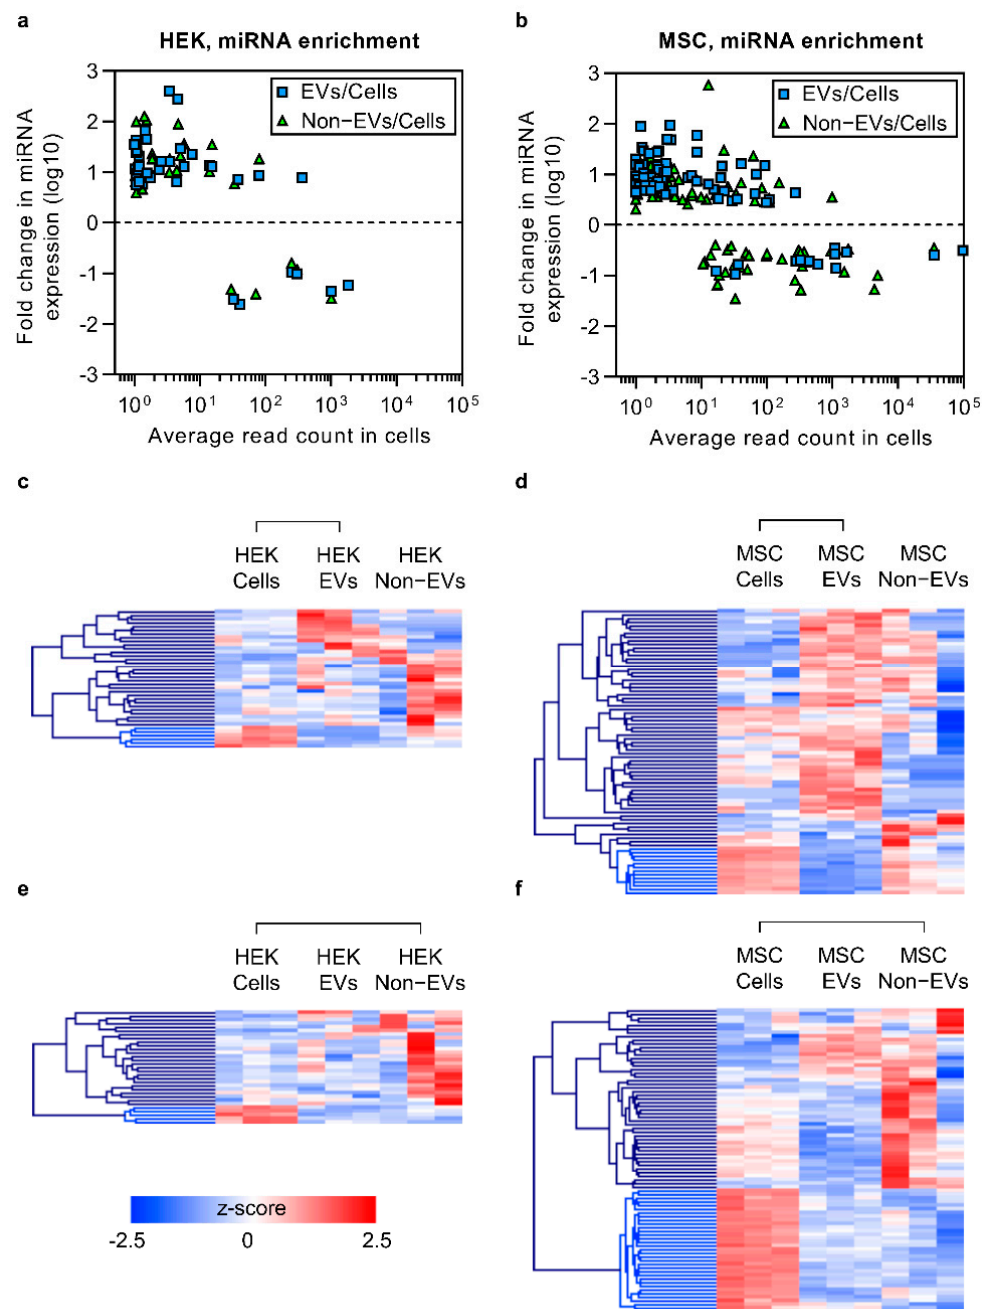 a
HEK, miRNA enrichment
3
2
1
0
-1
-2
-3
Fold change in miRNA
expression (log10)
EVs/Cells
Non−EVs/Cells
10⁰ 10¹ 10² 10³ 10⁴ 10⁵
Average read count in cells
b
MSC, miRNA enrichment
3
2
1
0
-1
-2
-3
Fold change in miRNA
expression (log10)
EVs/Cells
Non−EVs/Cells
10⁰ 10¹ 10² 10³ 10⁴ 10⁵
Average read count in cells
c
HEK HEK HEK
Cells EVs Non−EVs
d
MSC MSC MSC
Cells EVs Non−EVs
e
HEK HEK HEK
Cells EVs Non−EVs
z-score
-2.5 0 2.5
f
MSC MSC MSC
Cells EVs Non−EVs